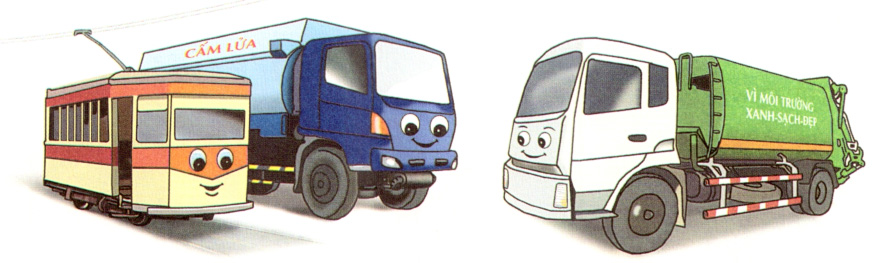 CẤM LỬA
VÌ MÔI TRƯỜNG
XANH-SẠCH-ĐẸP